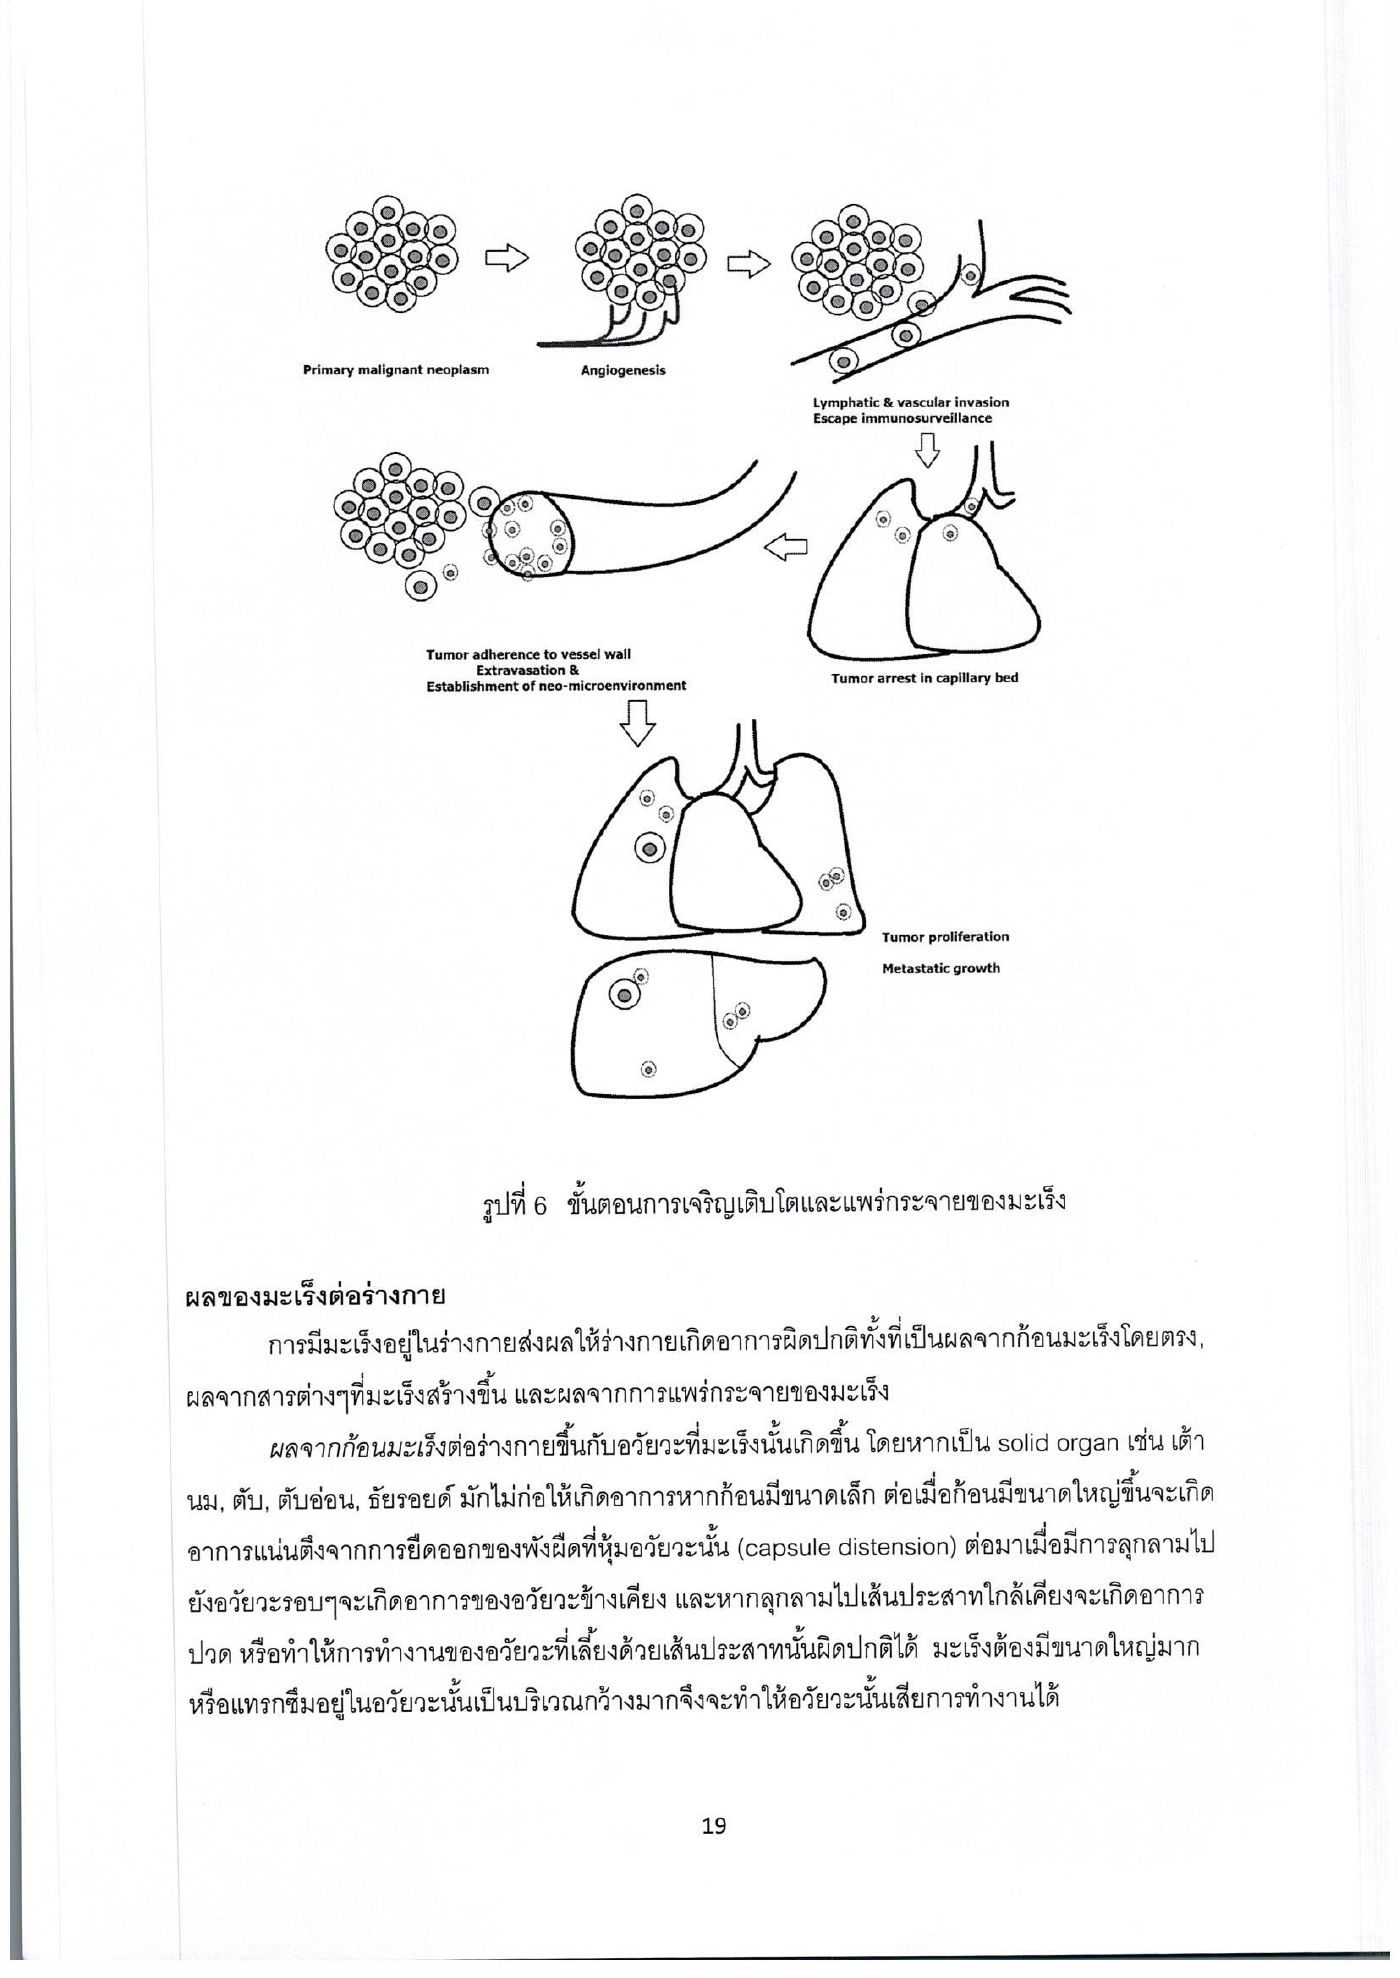 Primary malignant neoplasm
Angiogenesis
Lymphatic & vascular invasion
Escape immunosurveillance
Tumor adherence to vessel wall
Extravasation &
Establishment of neo-microenvironment
Tumor arrest in capillary bed
Tumor proliferation
Metastatic growth
รูปที่ 6 ขั้นตอนการเจริญเติบโตและแพร่กระจายของมะเร็ง
ผลของมะเร็งต่อร่างกาย
การมีมะเร็งอยู่ในร่างกายส่งผลให้ร่างกายเกิดอาการผิดปกติทั้งที่เป็นผลจากก้อนมะเร็งโดยตรง,
ผลจากสารต่างๆที่มะเร็งสร้างขึ้น และผลจากการแพร่กระจายของมะเร็ง
ผลจากก้อนมะเร็งต่อร่างกายขึ้นกับอวัยวะที่มะเร็งนั้นเกิดขึ้น โดยหากเป็น solid organ เช่น เต้า
นม, ตับ, ตับอ่อน, ธัยรอยด์ มักไม่ก่อให้เกิดอาการหากก้อนมีขนาดเล็ก ต่อเมื่อก้อนมีขนาดใหญ่ขึ้นจะเกิด
อาการแน่นตึงจากการยืดออกของพังผืดที่หุ้มอวัยวะนั้น (capsule distension) ต่อมาเมื่อมีการลุกลามไป
ยังอวัยวะรอบๆจะเกิดอาการของอวัยวะข้างเคียง และหากลุกลามไปเส้นประสาทใกล้เคียงจะเกิดอาการ
ปวด หรือทำให้การทำงานของอวัยวะที่เลี้ยงด้วยเส้นประสาทนั้นผิดปกติได้ มะเร็งต้องมีขนาดใหญ่มาก
หรือแทรกซึมอยู่ในอวัยวะนั้นเป็นบริเวณกว้างมากจึงจะทำให้อวัยวะนั้นเสียการทำงานได้
19